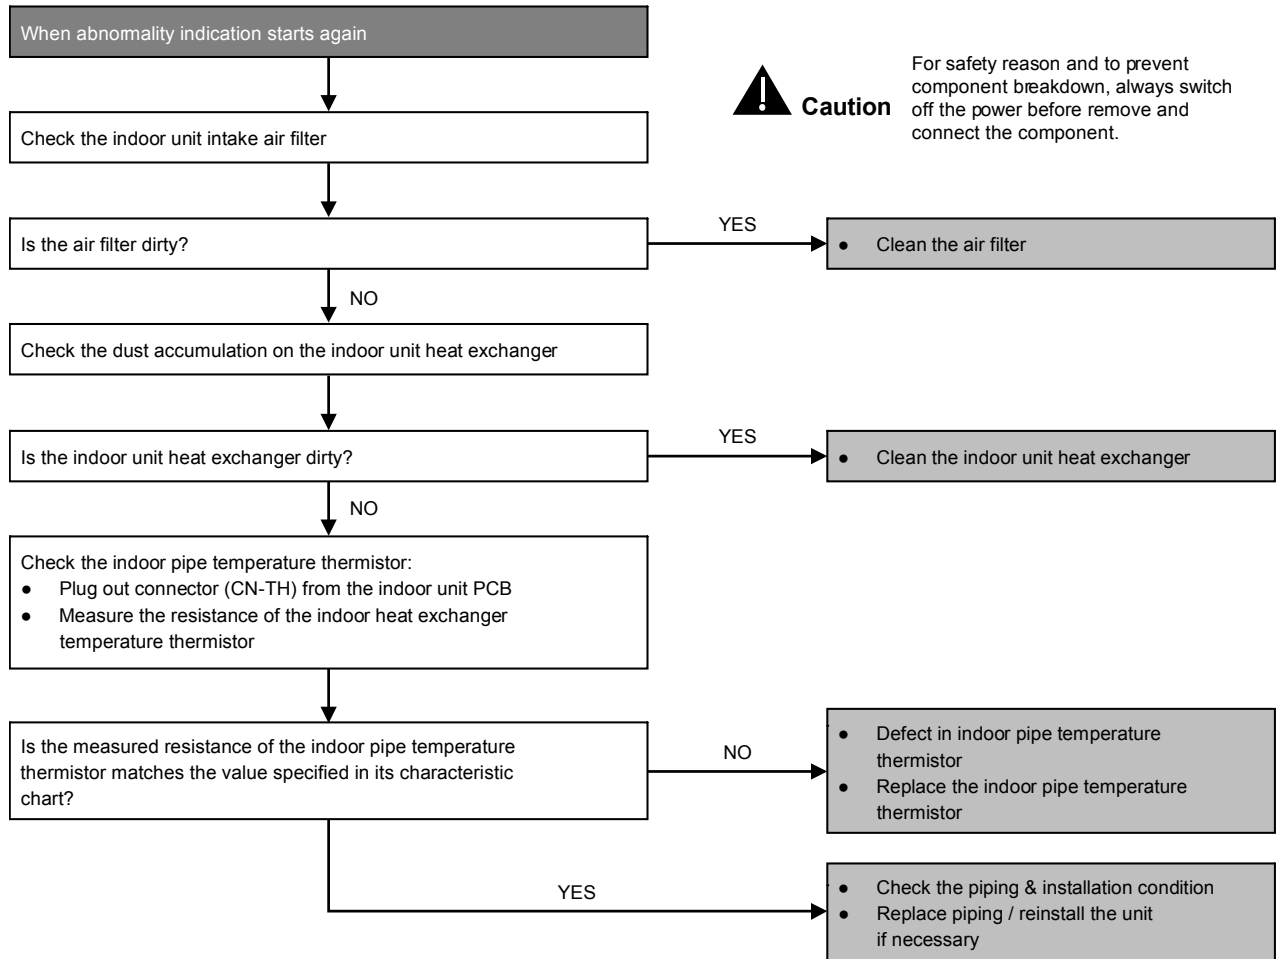 When abnormality indication starts again
Caution
For safety reason and to prevent
component breakdown, always switch
off the power before remove and
connect the component.
Check the indoor unit intake air filter
Is the air filter dirty?
YES
● Clean the air filter
NO
Check the dust accumulation on the indoor unit heat exchanger
Is the indoor unit heat exchanger dirty?
YES
● Clean the indoor unit heat exchanger
NO
Check the indoor pipe temperature thermistor:
● Plug out connector (CN-TH) from the indoor unit PCB
● Measure the resistance of the indoor heat exchanger
temperature thermistor
Is the measured resistance of the indoor pipe temperature
thermistor matches the value specified in its characteristic
chart?
NO
● Defect in indoor pipe temperature
thermistor
● Replace the indoor pipe temperature
thermistor
YES
● Check the piping & installation condition
● Replace piping / reinstall the unit
if necessary